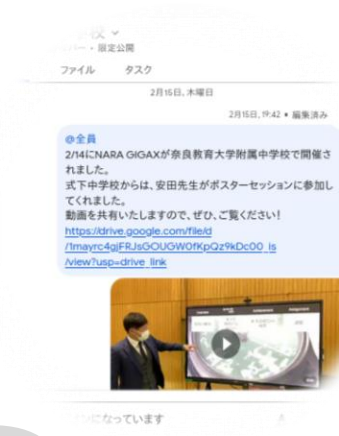 校
バー • 限定公開
ファイル タスク
2月15日、木曜日
2月15日、19:42 • 編集済み
@全員
2/14にNARA GIGAXが奈良教育大学附属中学校で開催さ
れました。
式下中学校からは、安田先生がポスターセッションに参加し
てくれました。
動画を共有いたしますので、ぜひ、ご覧ください!
https://drive.google.com/file/d
/1mayrc4gjFRJsGOUGW0fKpQz9kDc00_is
/view?usp=drive_link
ンになっています